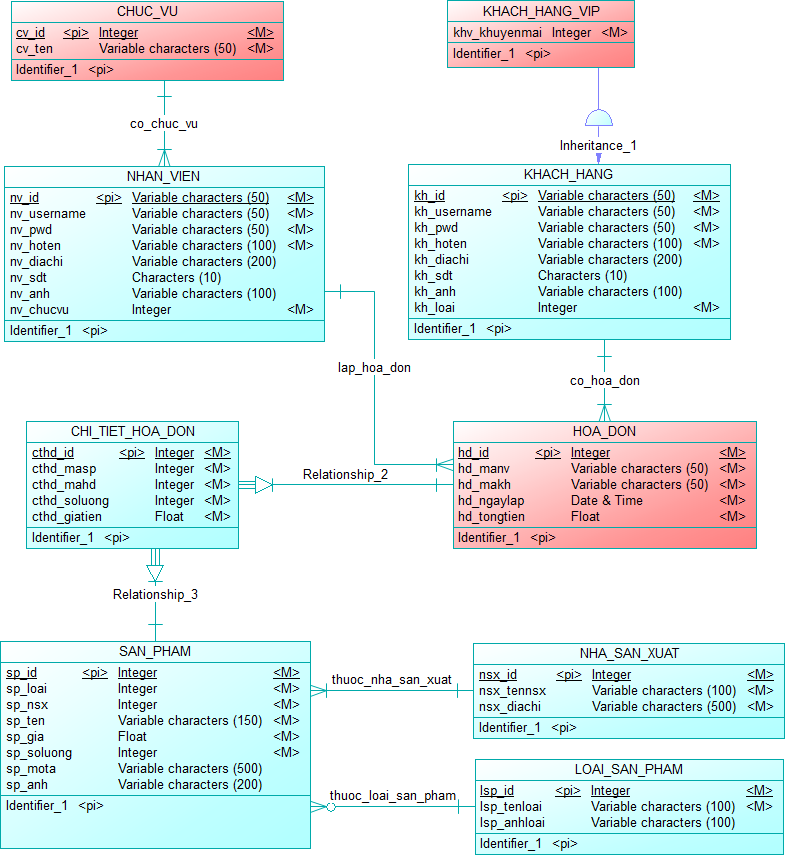 CHUC_VU
cv_id <pi> Integer <M>
cv_ten Variable characters (50) <M>
Identifier_1 <pi>
KHACH_HANG_VIP
khv_khuyenmai Integer <M>
Identifier_1 <pi>
co_chuc_vu
Inheritance_1
NHAN_VIEN
nv_id <pi> Variable characters (50) <M>
nv_username Variable characters (50) <M>
nv_pwd Variable characters (50) <M>
nv_hoten Variable characters (100) <M>
nv_diachi Variable characters (200)
nv_sdt Characters (10)
nv_anh Variable characters (100)
nv_chucvu Integer <M>
Identifier_1 <pi>
KHACH_HANG
kh_id <pi> Variable characters (50) <M>
kh_username Variable characters (50) <M>
kh_pwd Variable characters (50) <M>
kh_hoten Variable characters (100) <M>
kh_diachi Variable characters (200)
kh_sdt Characters (10)
kh_anh Variable characters (100)
kh_loai Integer <M>
Identifier_1 <pi>
lap_hoa_don
co_hoa_don
CHI_TIET_HOA_DON
cthd_id <pi> Integer <M>
cthd_masp Integer <M>
cthd_mahd Integer <M>
cthd_soluong Integer <M>
cthd_giatien Float <M>
Identifier_1 <pi>
Relationship_2
HOA_DON
hd_id <pi> Integer <M>
hd_manv Variable characters (50) <M>
hd_makh Variable characters (50) <M>
hd_ngaylap Date & Time <M>
hd_tongtien Float <M>
Identifier_1 <pi>
Relationship_3
SAN_PHAM
sp_id <pi> Integer <M>
sp_loai Integer <M>
sp_nsx Integer <M>
sp_ten Variable characters (150) <M>
sp_gia Float <M>
sp_soluong Integer <M>
sp_mota Variable characters (500)
sp_anh Variable characters (200)
Identifier_1 <pi>
thuoc_nha_san_xuat
NHA_SAN_XUAT
nsx_id <pi> Integer <M>
nsx_tennsx Variable characters (100) <M>
nsx_diachi Variable characters (500) <M>
Identifier_1 <pi>
thuoc_loai_san_pham
LOAI_SAN_PHAM
lsp_id <pi> Integer <M>
lsp_tenloai Variable characters (100) <M>
lsp_anhloai Variable characters (100)
Identifier_1 <pi>